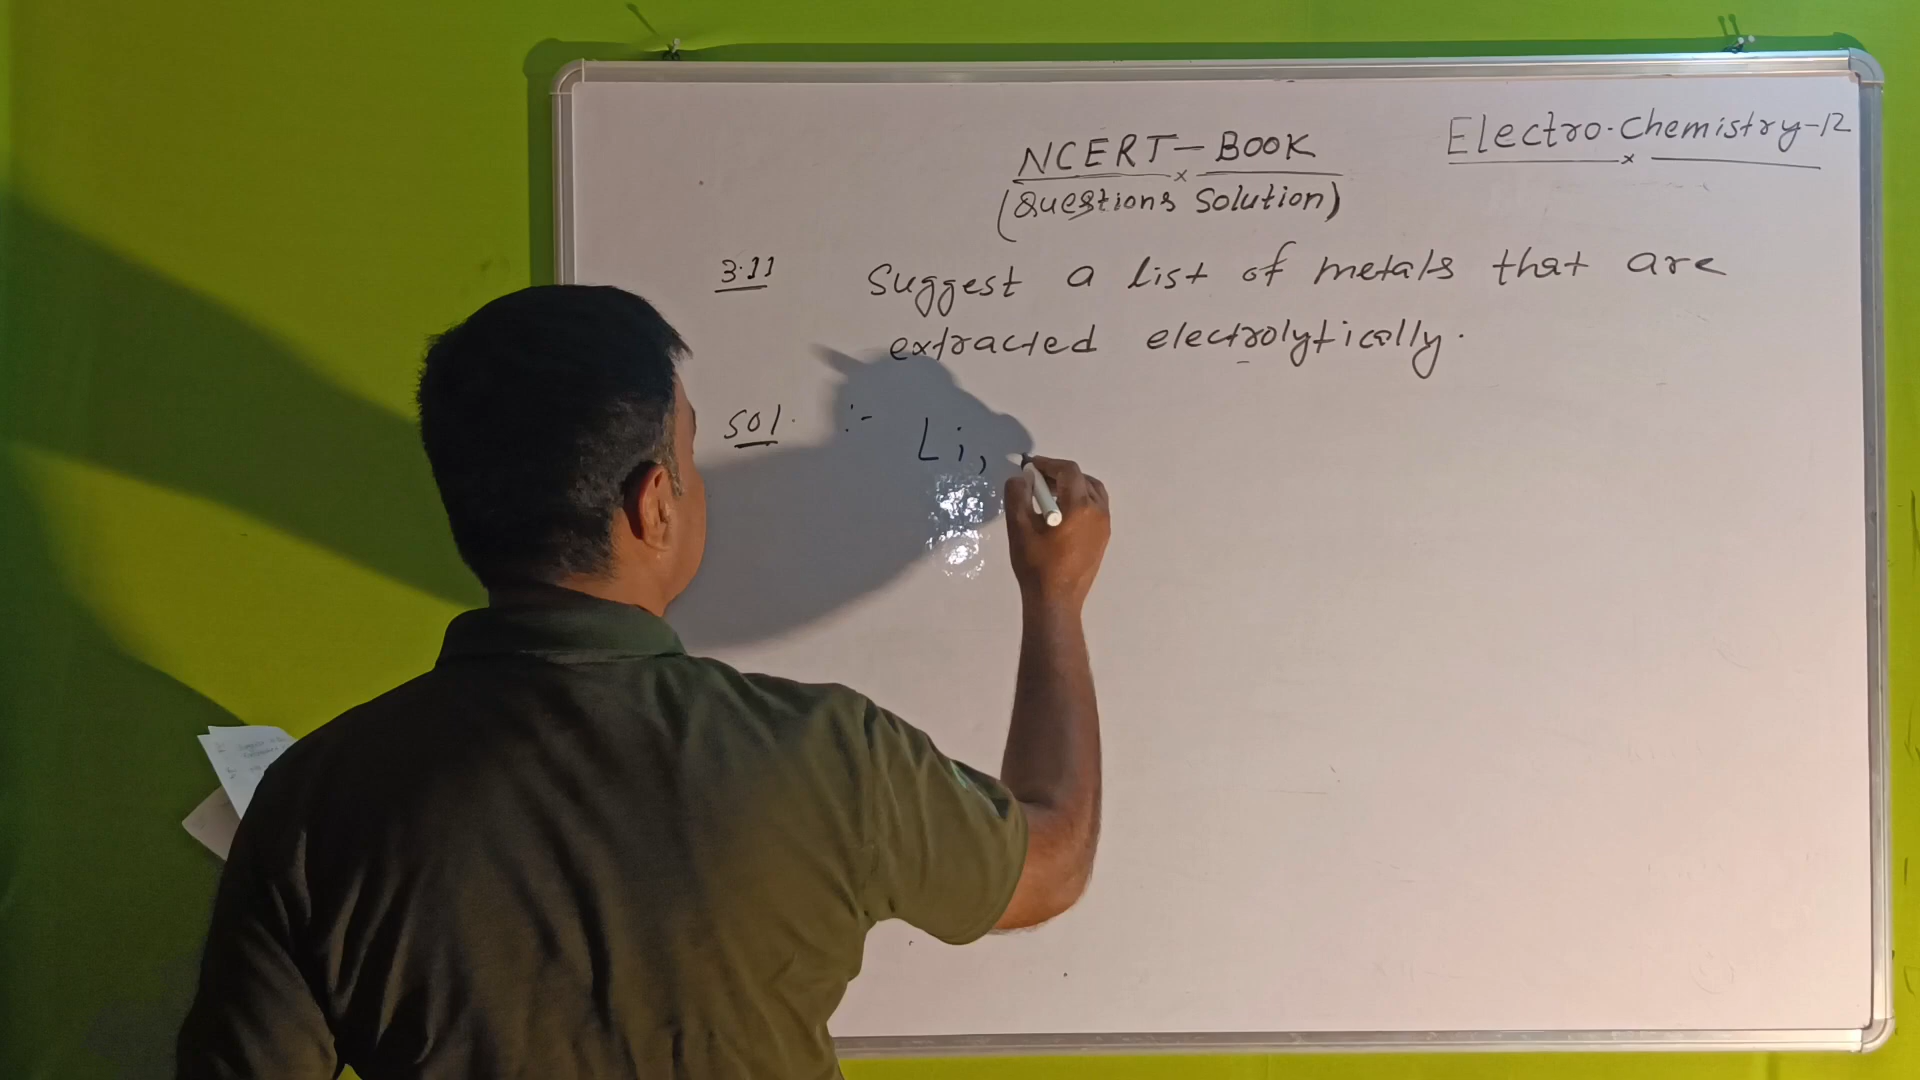 Electro.Chemistry-12
NCERT-BOOK
x
x
(Questions Solution)
3.11 Suggest a list of metals that are
extracted electrolytically.
Sol. :- Li,